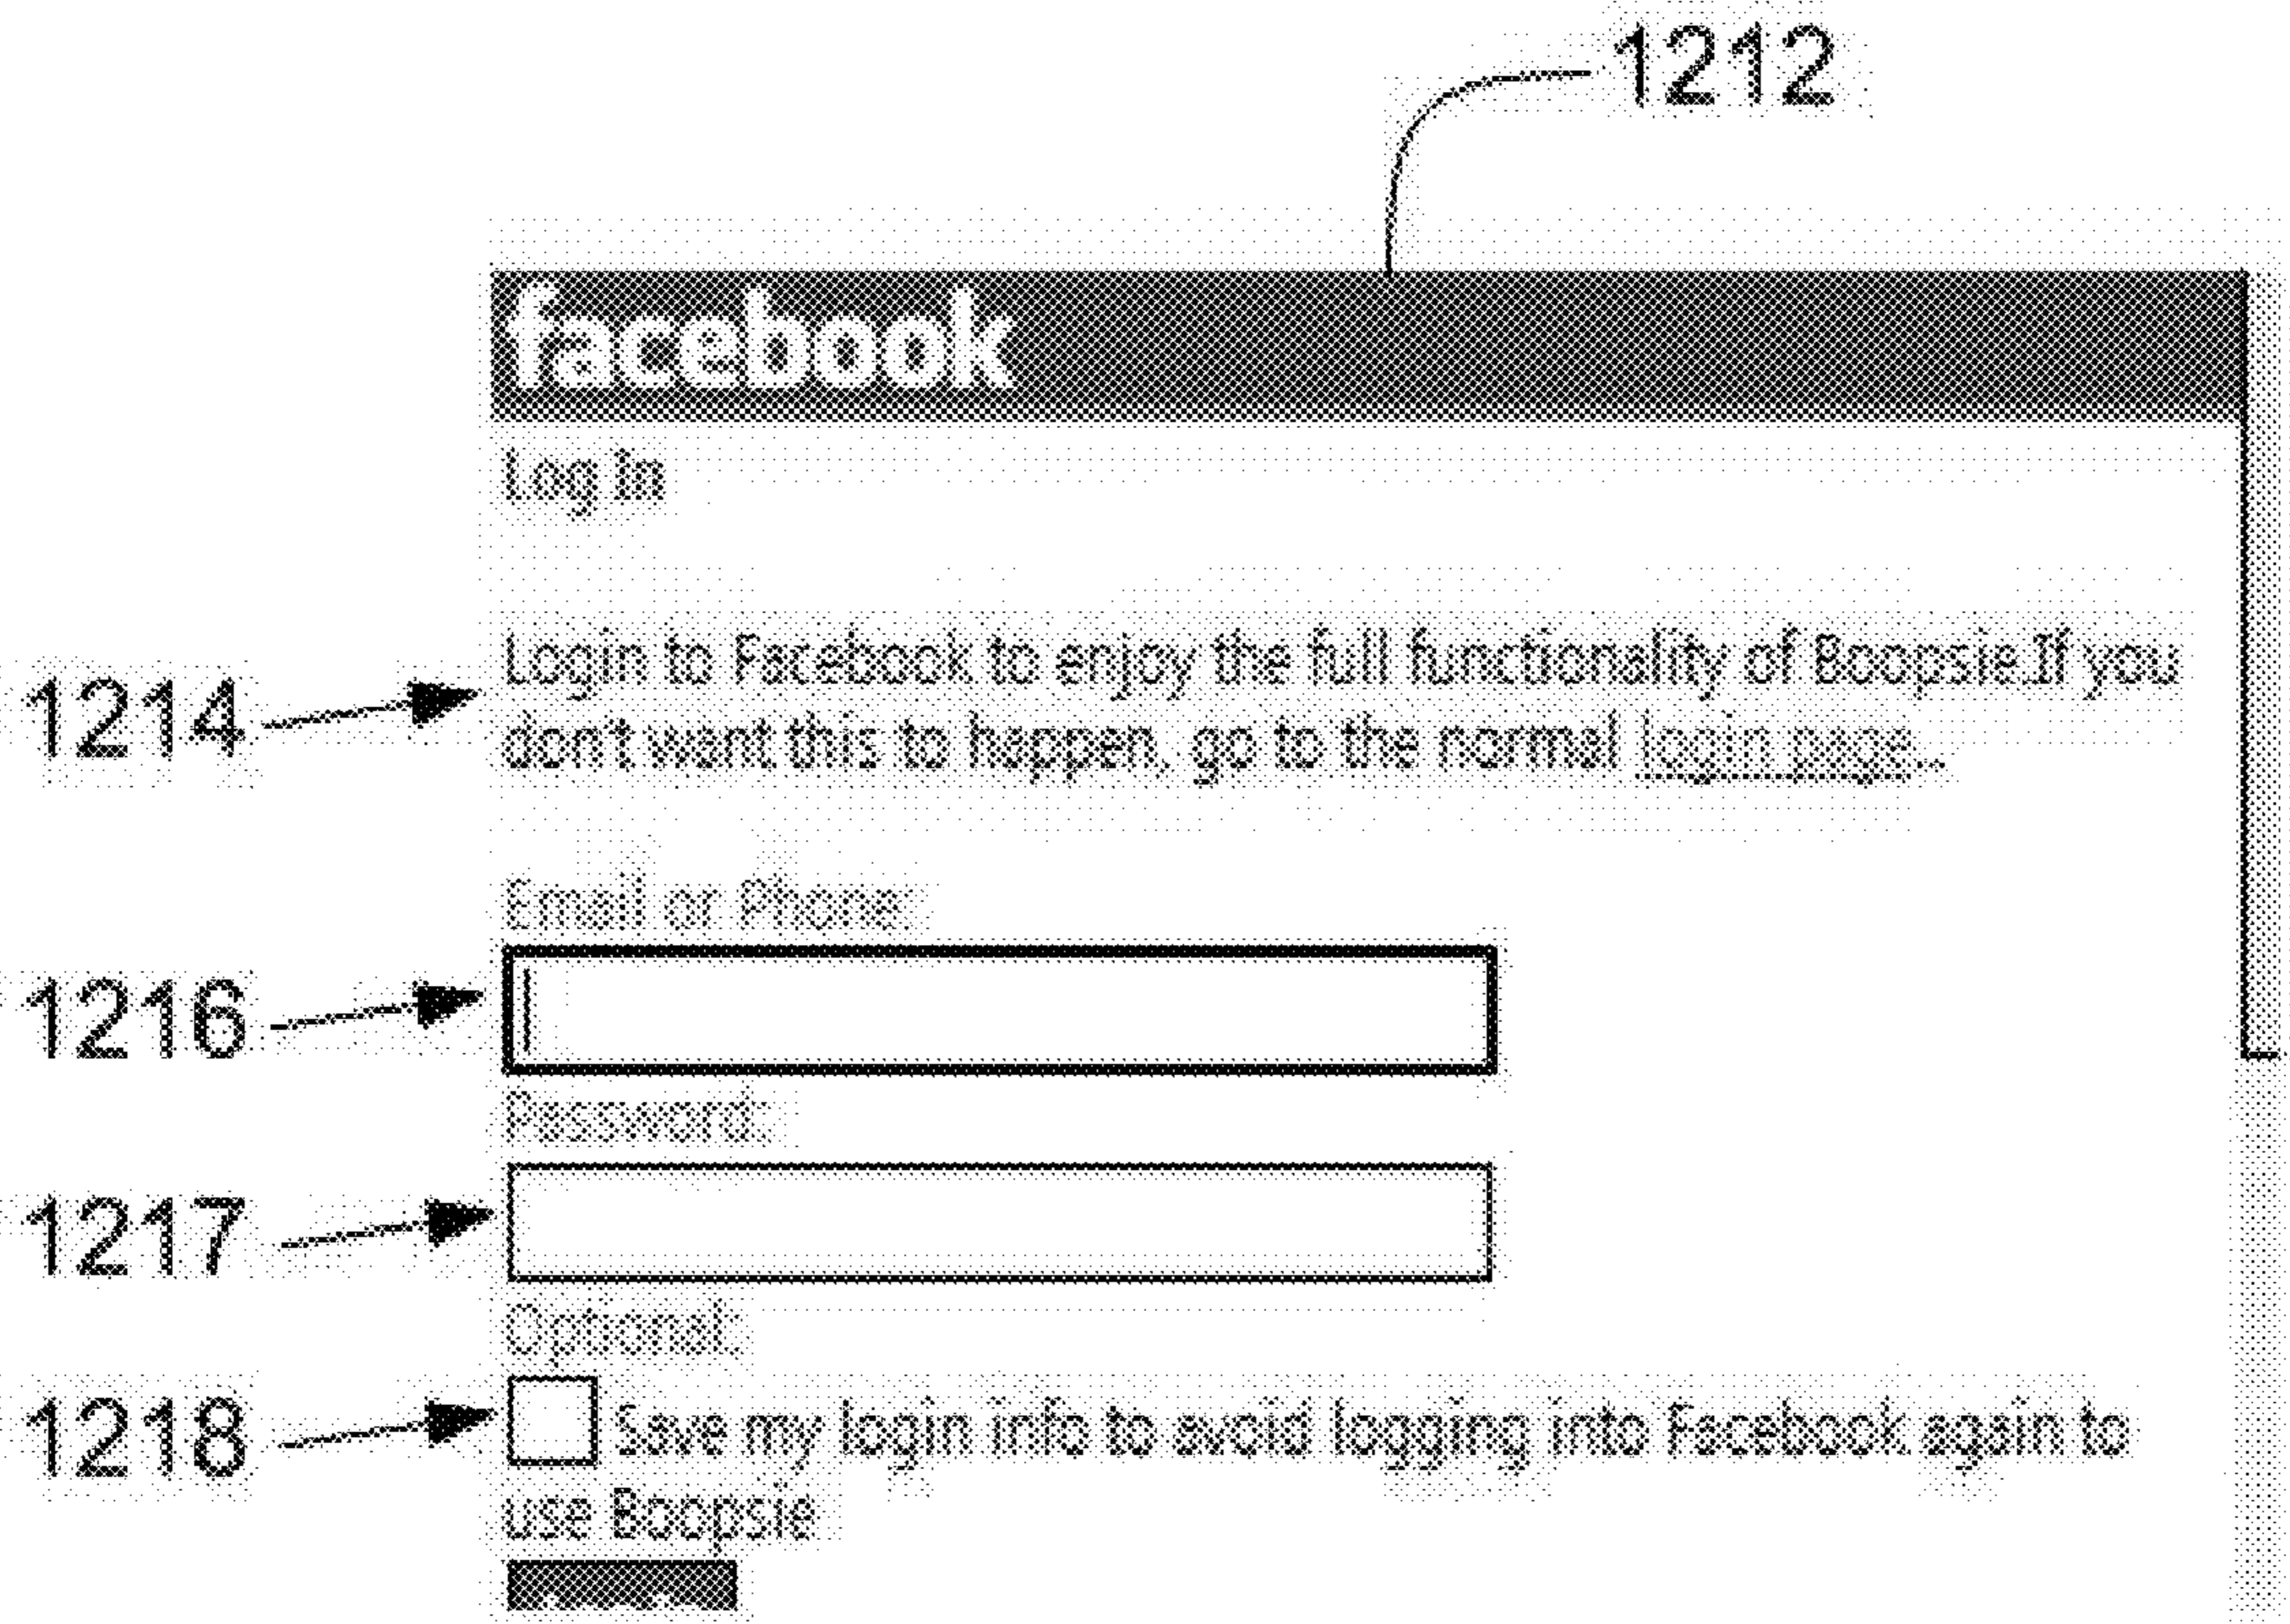 1212
facebook
Log In
1214
Login to Facebook to enjoy the full functionality of Boopsie.If you
don't want this to happen, go to the normal login page..
Email or Phone:
1216
Password:
1217
Optional:
1218
Save my login info to avoid logging into Facebook again to
use Boopsie